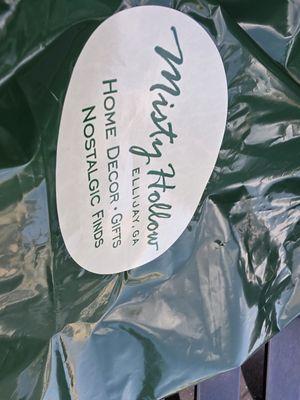 Misty Hollow
ELLIJAY, GA
HOME DECOR · GIFTS
NOSTALGIC FINDS